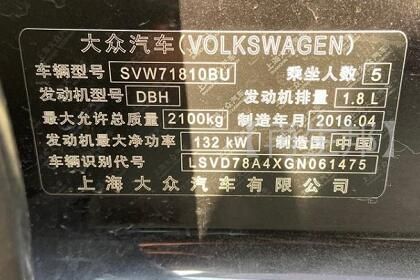 大众汽车(VOLKSWAGEN)
车辆型号 SVW71810BU 乘坐人数 5
发动机型号 DBH 发动机排量 1.8 L
最大允许总质量 2100kg 制造年月 2016.04
发动机最大净功率 132 kW 制造国 中国
车辆识别代号 LSVD78A4XGN061475
上海大众汽车有限公司